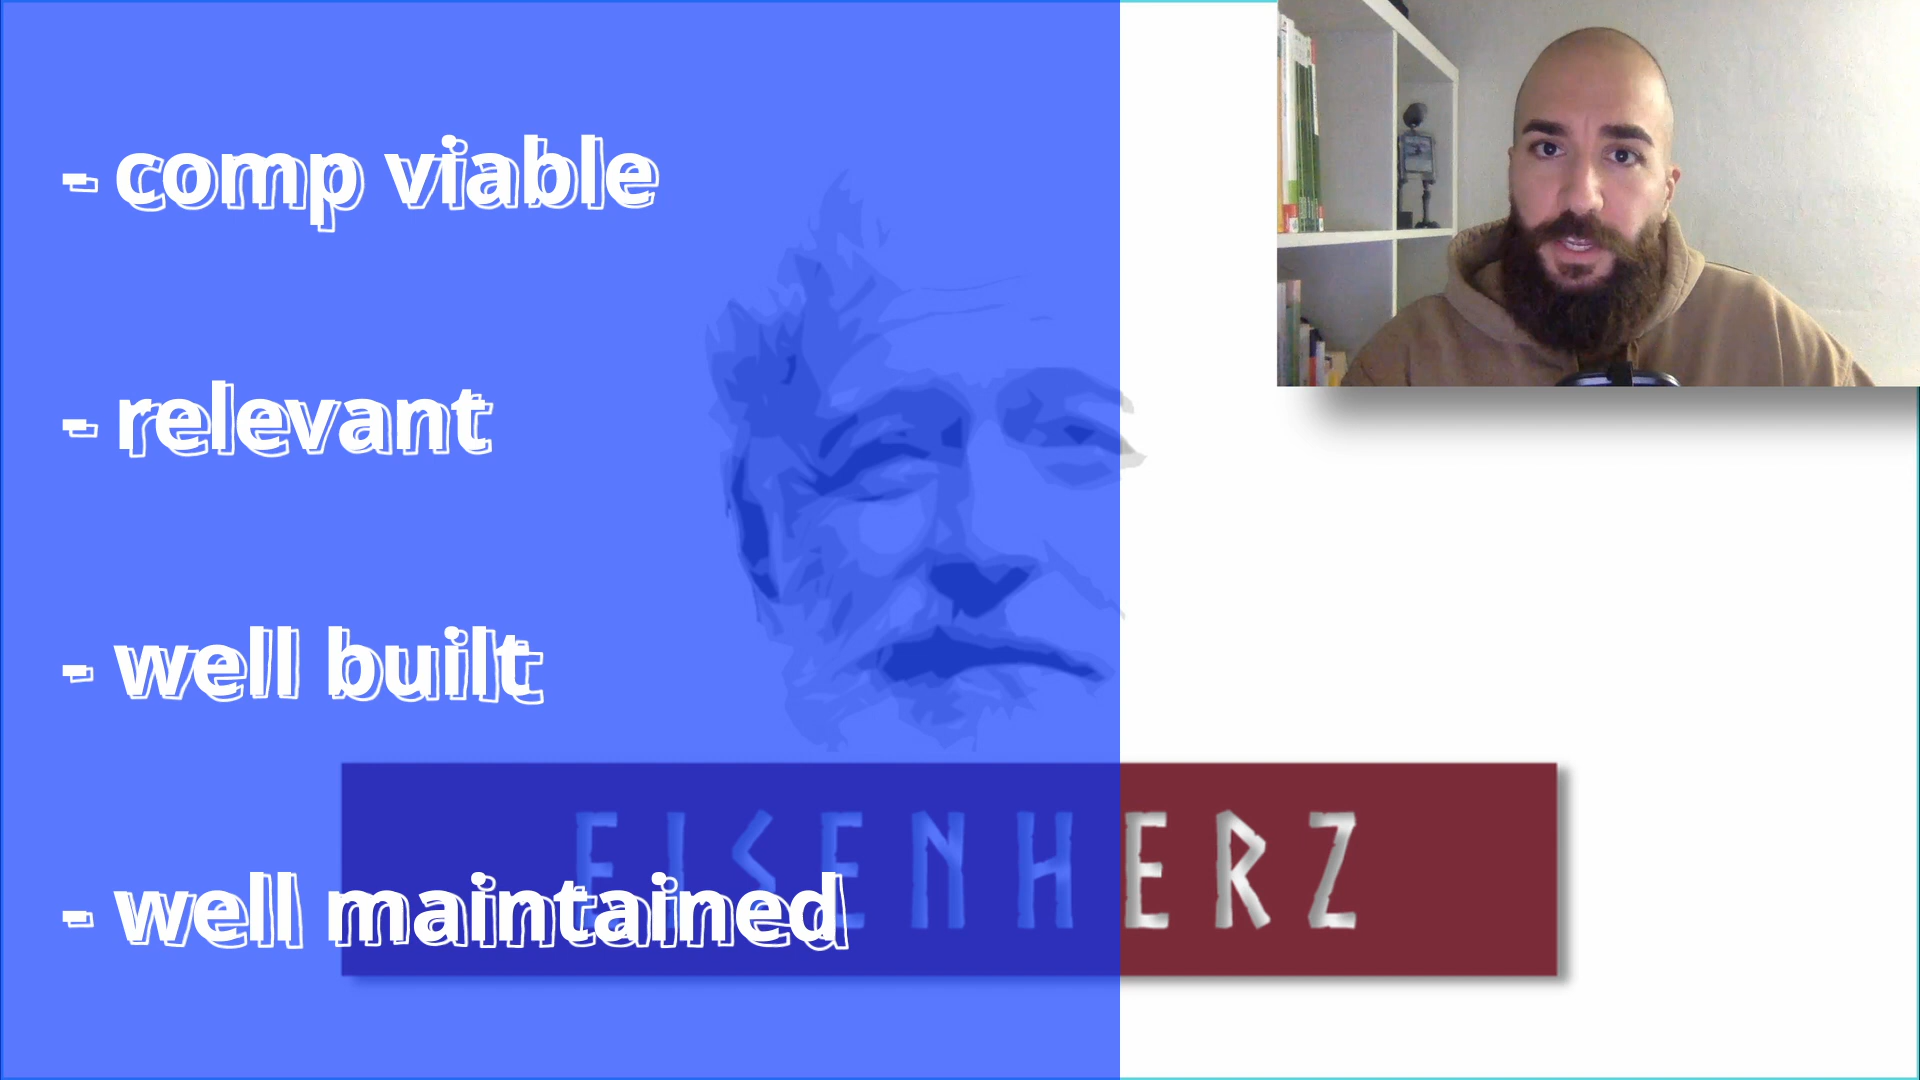 - comp viable
- relevant
- well built
- well maintained
EISENHERZ